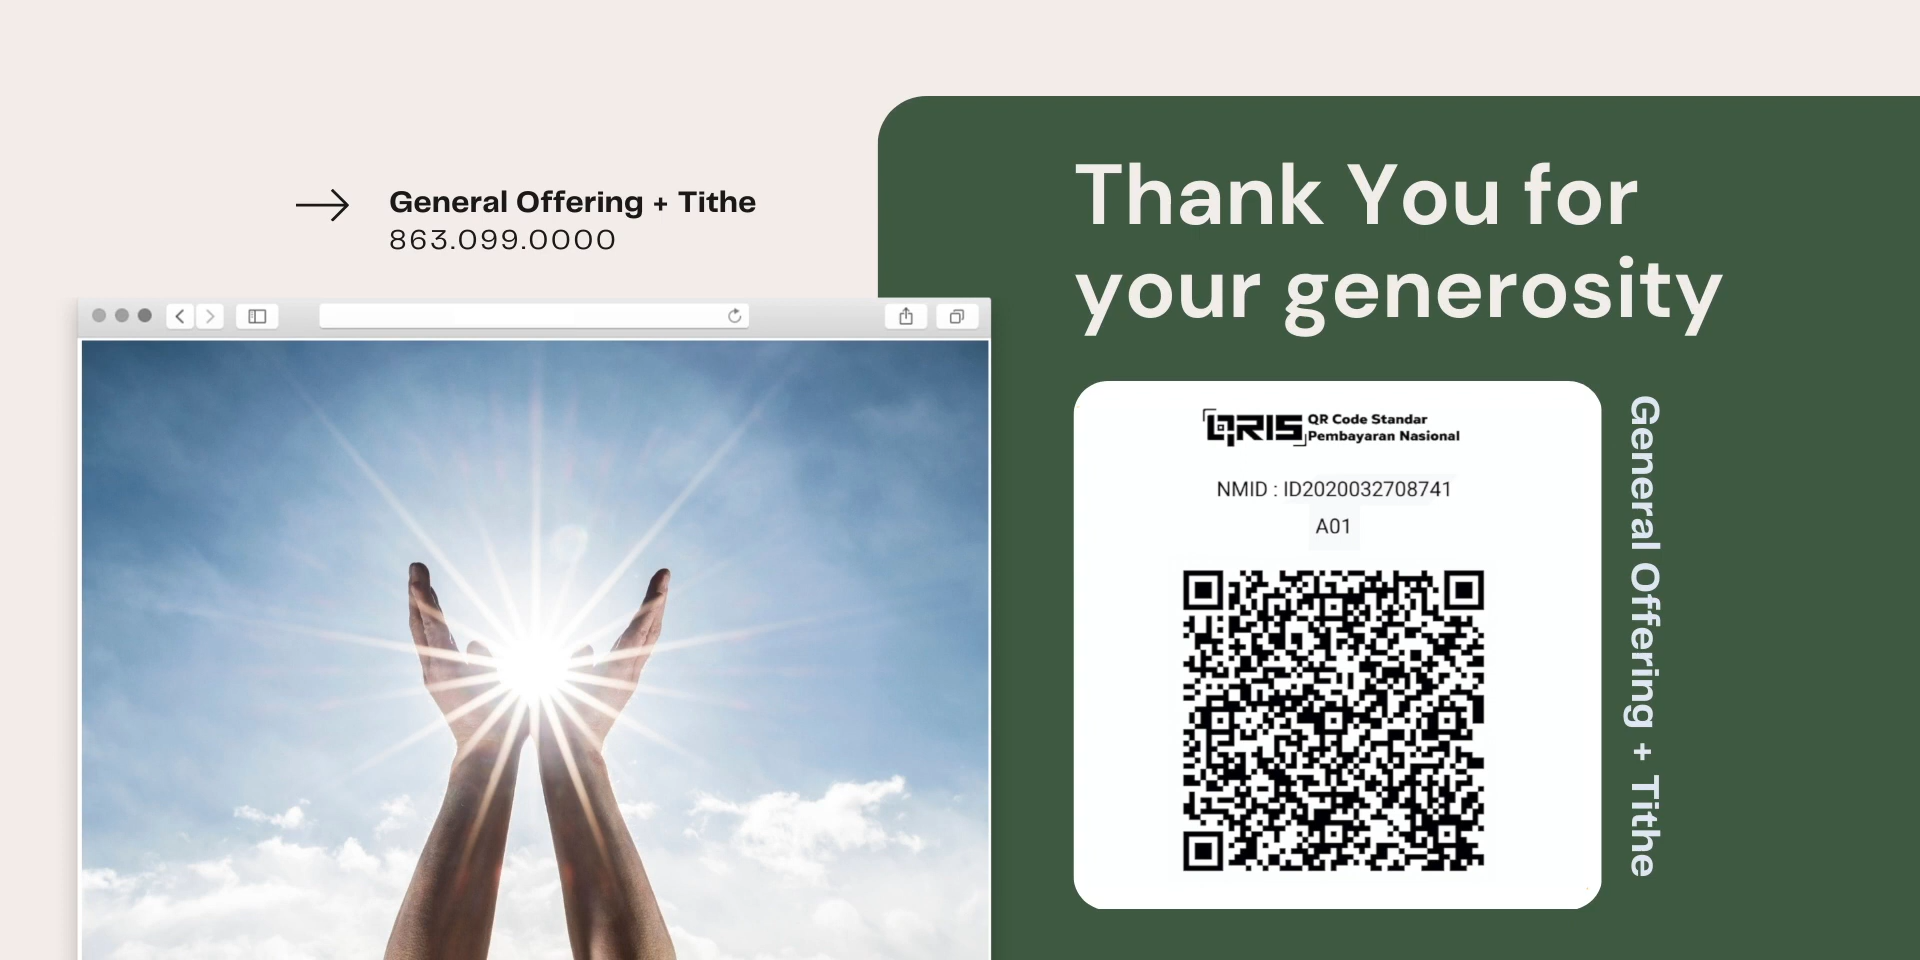 General Offering + Tithe
863.099.0000
Thank You for
your generosity
QRIS QR Code Standar
Pembayaran Nasional
NMID : ID2020032708741
A01
General Offering + Tithe